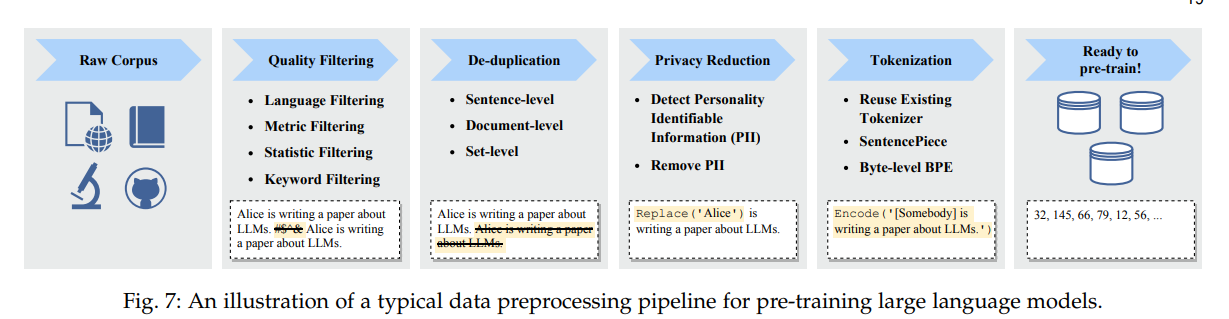 Raw Corpus
Quality Filtering
De-duplication
Privacy Reduction
Tokenization
Ready to
pre-train!
• Language Filtering
• Metric Filtering
• Statistic Filtering
• Keyword Filtering
Alice is writing a paper about
LLMs. #$^& Alice is writing
a paper about LLMs.
• Sentence-level
• Document-level
• Set-level
Alice is writing a paper about
LLMs. Alice is writing a paper
about LLMs.
• Detect Personality
Identifiable
Information (PII)
• Remove PII
Replace('Alice') is
writing a paper about LLMs.
• Reuse Existing
Tokenizer
• SentencePiece
• Byte-level BPE
Encode('[Somebody] is
writing a paper about LLMs.')
32, 145, 66, 79, 12, 56, ...
Fig. 7: An illustration of a typical data preprocessing pipeline for pre-training large language models.